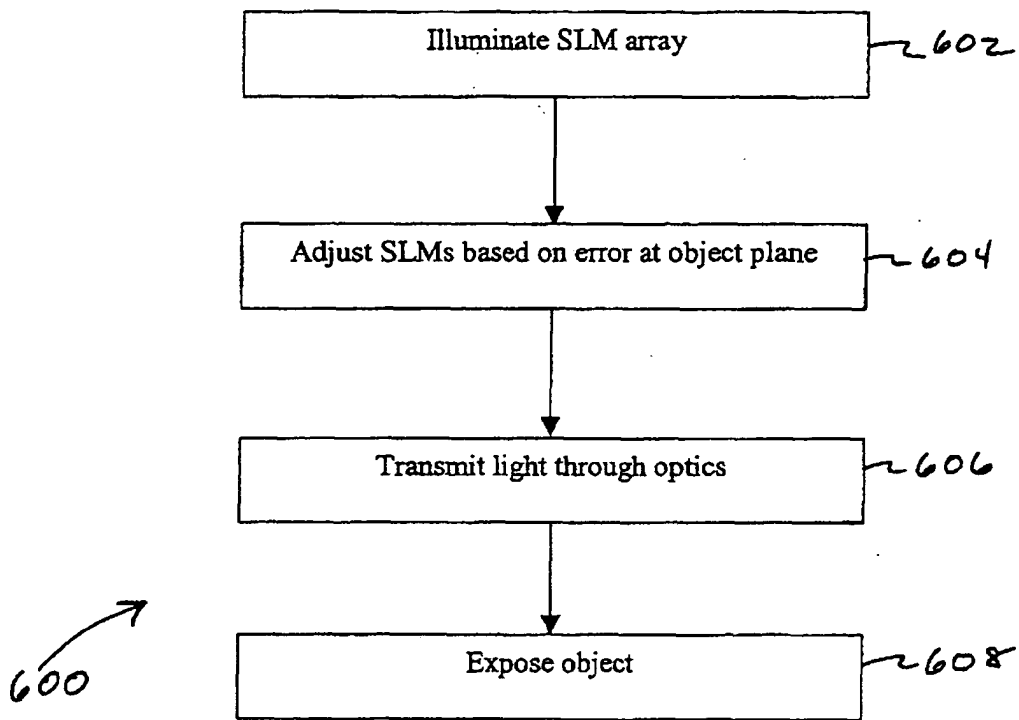 Illuminate SLM array 602
Adjust SLMs based on error at object plane 604
Transmit light through optics 606
Expose object 608
600